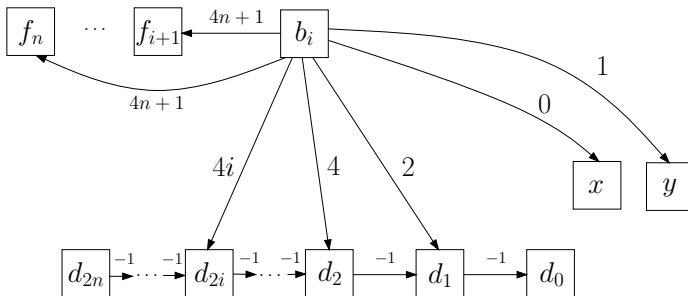 f_n ... f_{i+1} 4n + 1 b_i
4n + 1
1
0
4i 4 2
x y
d_{2n} -1 ... -1 d_{2i} -1 ... -1 d_2 -1 d_1 -1 d_0